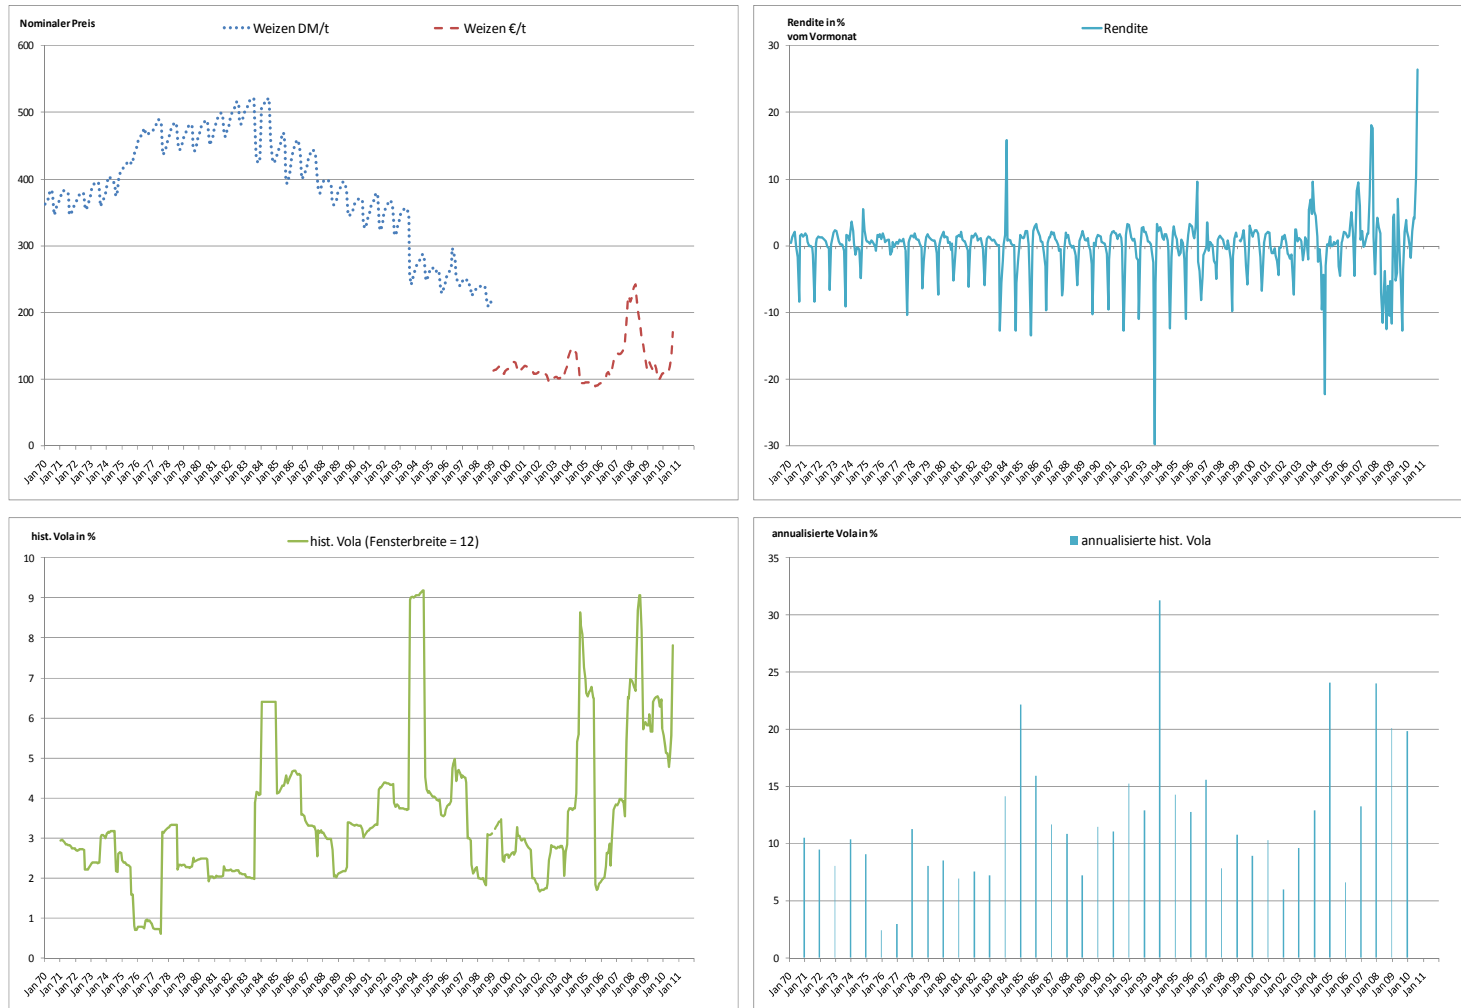 Nominaler Preis
Weizen DM/t
Weizen €/t
600
500
400
300
200
100
0
Jan 70
Jan 71
Jan 72
Jan 73
Jan 74
Jan 75
Jan 76
Jan 77
Jan 78
Jan 79
Jan 80
Jan 81
Jan 82
Jan 83
Jan 84
Jan 85
Jan 86
Jan 87
Jan 88
Jan 89
Jan 90
Jan 91
Jan 92
Jan 93
Jan 94
Jan 95
Jan 96
Jan 97
Jan 98
Jan 99
Jan 00
Jan 01
Jan 02
Jan 03
Jan 04
Jan 05
Jan 06
Jan 07
Jan 08
Jan 09
Jan 10
Jan 11
Rendite in %
vom Vormonat
Rendite
30
20
10
0
-10
-20
-30
Jan 70
Jan 71
Jan 72
Jan 73
Jan 74
Jan 75
Jan 76
Jan 77
Jan 78
Jan 79
Jan 80
Jan 81
Jan 82
Jan 83
Jan 84
Jan 85
Jan 86
Jan 87
Jan 88
Jan 89
Jan 90
Jan 91
Jan 92
Jan 93
Jan 94
Jan 95
Jan 96
Jan 97
Jan 98
Jan 99
Jan 00
Jan 01
Jan 02
Jan 03
Jan 04
Jan 05
Jan 06
Jan 07
Jan 08
Jan 09
Jan 10
Jan 11
hist. Vola in %
hist. Vola (Fensterbreite = 12)
10
9
8
7
6
5
4
3
2
1
0
Jan 70
Jan 71
Jan 72
Jan 73
Jan 74
Jan 75
Jan 76
Jan 77
Jan 78
Jan 79
Jan 80
Jan 81
Jan 82
Jan 83
Jan 84
Jan 85
Jan 86
Jan 87
Jan 88
Jan 89
Jan 90
Jan 91
Jan 92
Jan 93
Jan 94
Jan 95
Jan 96
Jan 97
Jan 98
Jan 99
Jan 00
Jan 01
Jan 02
Jan 03
Jan 04
Jan 05
Jan 06
Jan 07
Jan 08
Jan 09
Jan 10
Jan 11
annualisierte Vola in %
annualisierte hist. Vola
35
30
25
20
15
10
5
0
Jan 70
Jan 71
Jan 72
Jan 73
Jan 74
Jan 75
Jan 76
Jan 77
Jan 78
Jan 79
Jan 80
Jan 81
Jan 82
Jan 83
Jan 84
Jan 85
Jan 86
Jan 87
Jan 88
Jan 89
Jan 90
Jan 91
Jan 92
Jan 93
Jan 94
Jan 95
Jan 96
Jan 97
Jan 98
Jan 99
Jan 00
Jan 01
Jan 02
Jan 03
Jan 04
Jan 05
Jan 06
Jan 07
Jan 08
Jan 09
Jan 10
Jan 11